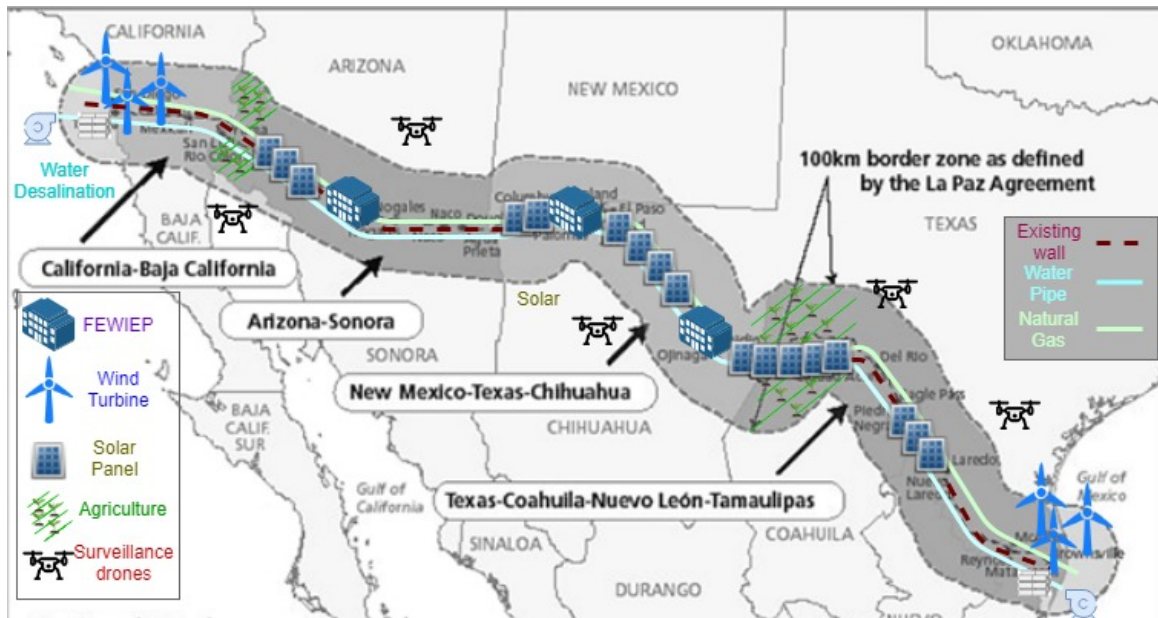 CALIFORNIA
ARIZONA
NEW MEXICO
OKLAHOMA
TEXAS
100km border zone as defined
by the La Paz Agreement
Water
Desalination
San Diego
Nogales
Naco
Agua
Prieta
El Paso
BAJA
CALIF.
California-Baja California
Arizona-Sonora
Solar
New Mexico-Texas-Chihuahua
Ojinaga
Del Rio
Eagle Pass
Piedras
Laredo
Nuevo
Laredo
Existing
wall
Water
Pipe
Natural
Gas
FEWIEP
Wind
Turbine
Solar
Panel
Agriculture
Surveillance
drones
SONORA
CHIHUAHUA
BAJA
CALIF.
SUR
Gulf of
California
Texas-Coahuila-Nuevo León-Tamaulipas
SINALOA
COAHUILA
DURANGO
Gulf of
Mexico